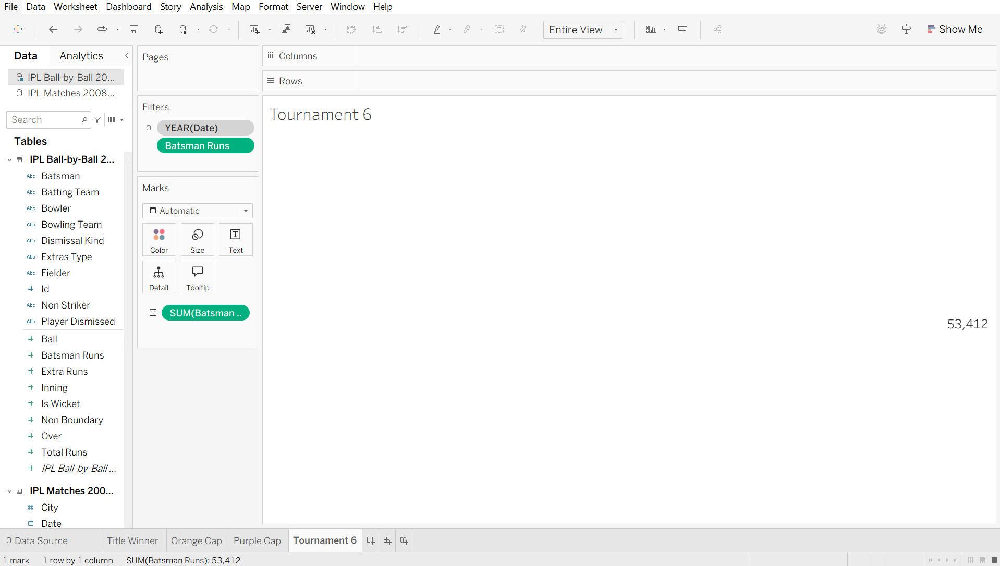 File Data Worksheet Dashboard Story Analysis Map Format Server Window Help
Entire View
Show Me
Data Analytics
IPL Ball-by-Ball 20...
IPL Matches 2008...
Search
Tables
IPL Ball-by-Ball 2...
Abc Batsman
Abc Batting Team
Abc Bowler
Abc Bowling Team
Abc Dismissal Kind
Abc Extras Type
Abc Fielder
# Id
Abc Non Striker
Abc Player Dismissed
# Ball
# Batsman Runs
# Extra Runs
# Inning
# Is Wicket
# Non Boundary
# Over
# Total Runs
# IPL Ball-by-Ball ...
IPL Matches 200...
City
Date
Pages
Filters
YEAR(Date)
Batsman Runs
Marks
T Automatic
Color Size T Text
Detail Tooltip
T SUM(Batsman ..
Columns
Rows
Tournament 6
53,412
Data Source Title Winner Orange Cap Purple Cap Tournament 6
1 mark 1 row by 1 column SUM(Batsman Runs): 53,412